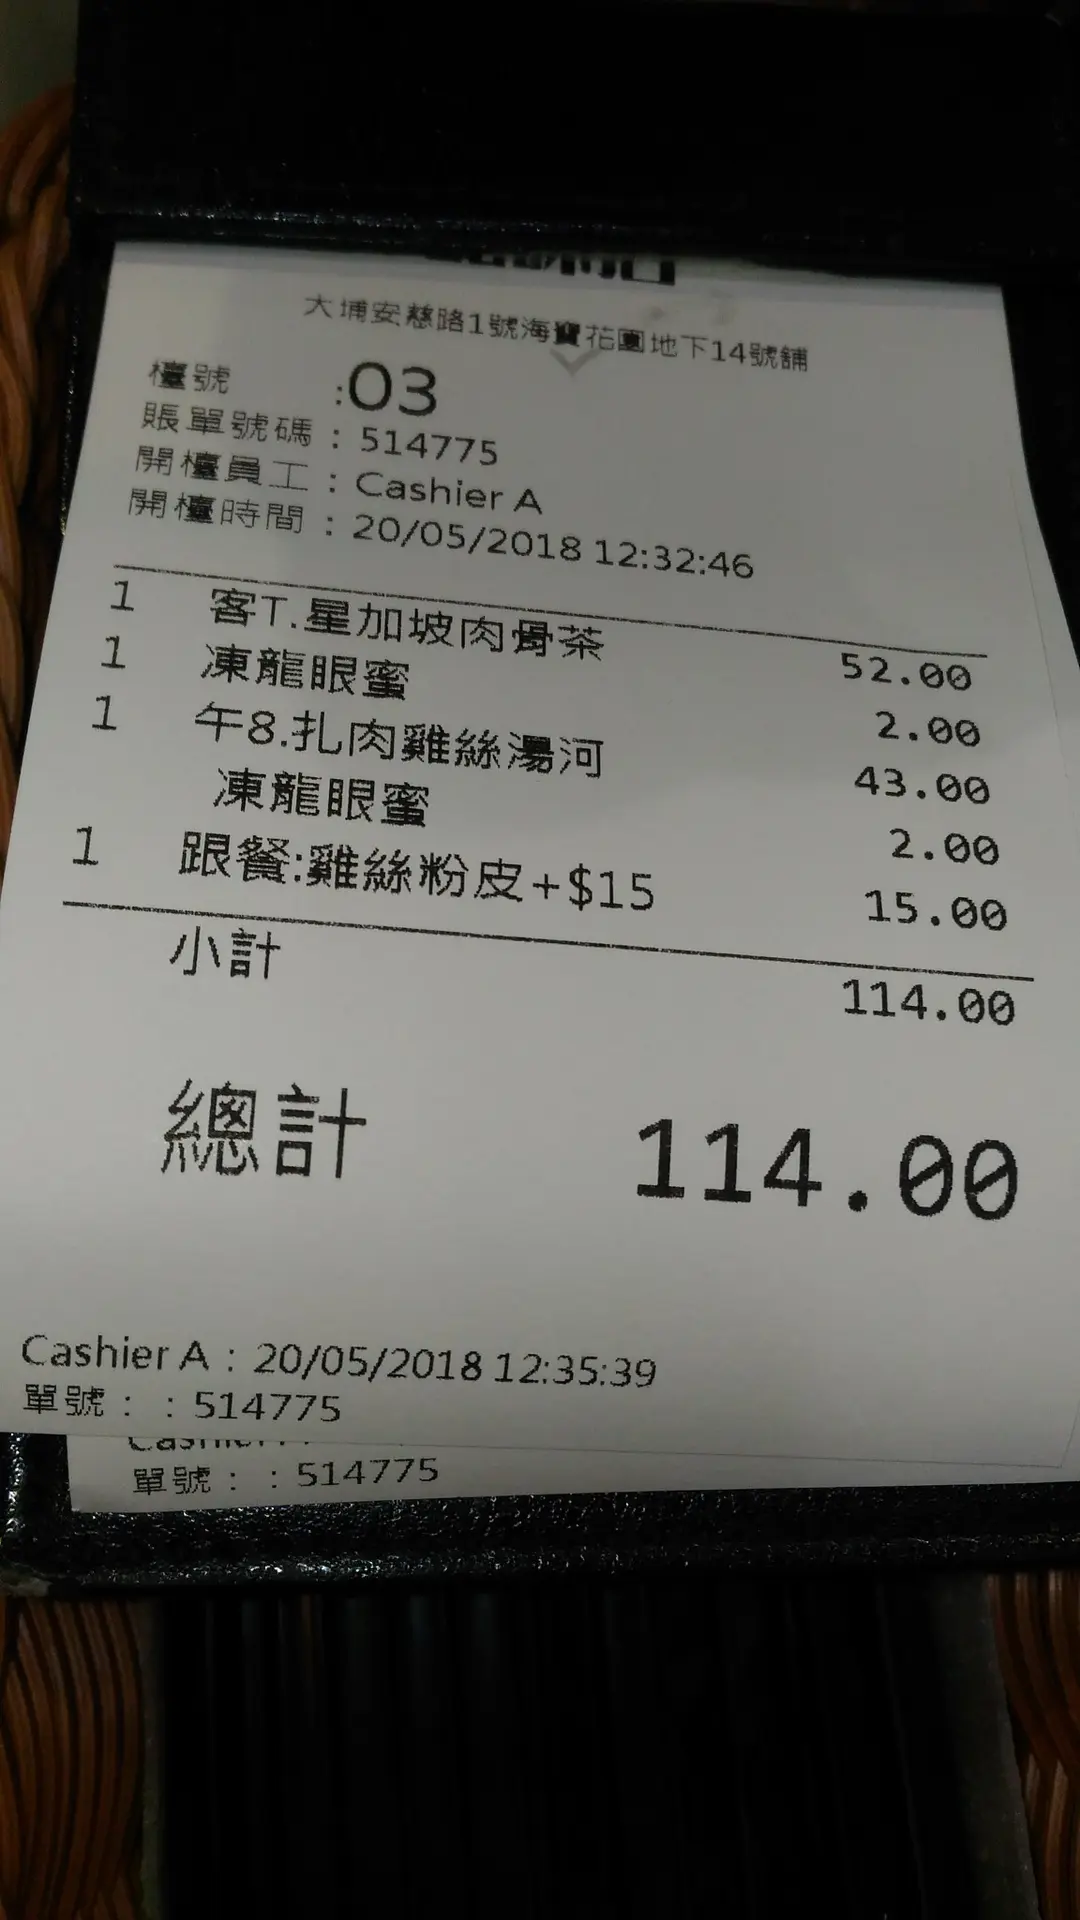 大埔安慈路1號海寶花園地下14號舖
檯號 :03
賬單號碼 : 514775
開檯員工 : Cashier A
開檯時間 : 20/05/2018 12:32:46
1 客T.星加坡肉骨茶 52.00
1 凍龍眼蜜 2.00
1 午8.扎肉雞絲湯河 43.00
凍龍眼蜜 2.00
1 跟餐:雞絲粉皮+$15 15.00
小計 114.00
總計 114.00
Cashier A : 20/05/2018 12:35:39
單號 : : 514775
單號 : : 514775